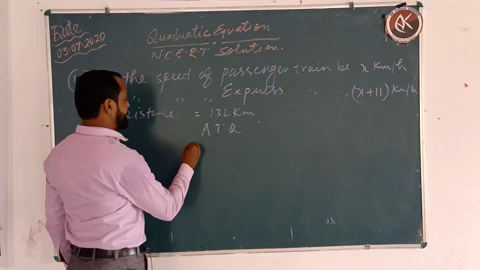 Date
03.07.2020
Quadratic Equation
N.C.E.R.T. Solution.
the speed of passenger train be x Km/h
" " " Express " " (x+11) Km/h
Distance = 132 Km
A T Q